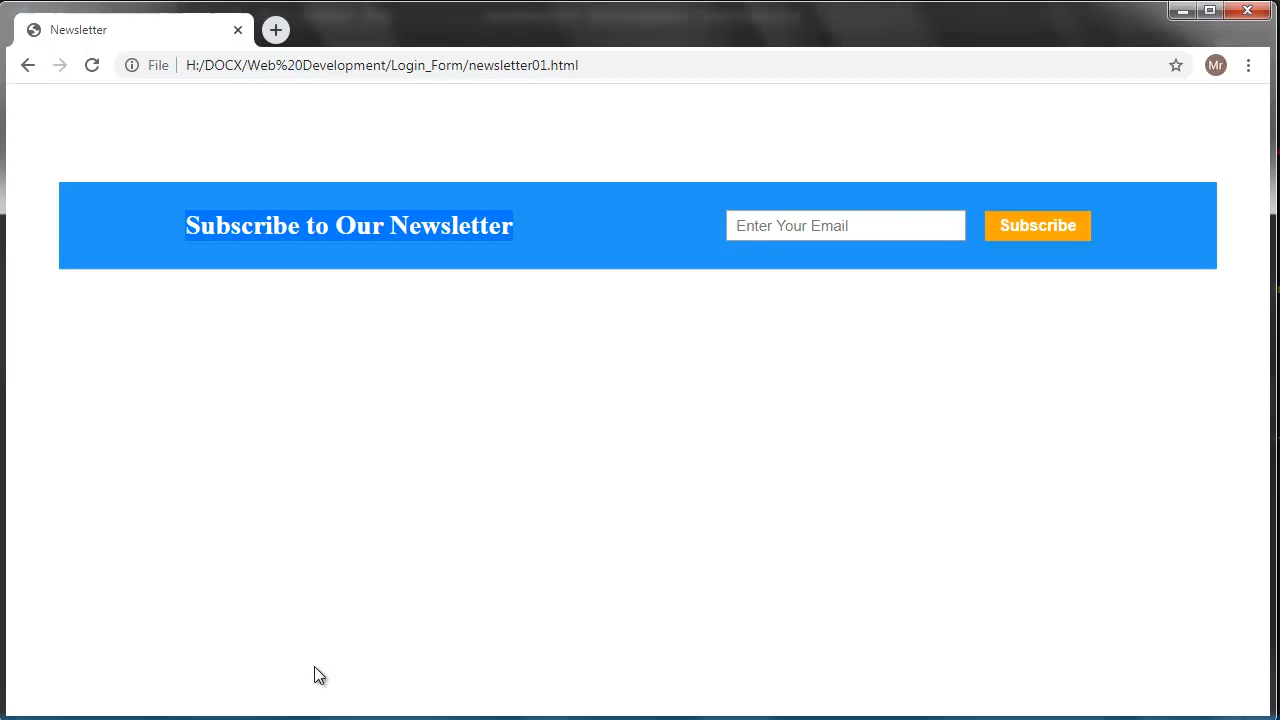 Newsletter
File H:/DOCX/Web%20Development/Login_Form/newsletter01.html Mr
Subscribe to Our Newsletter Enter Your Email Subscribe